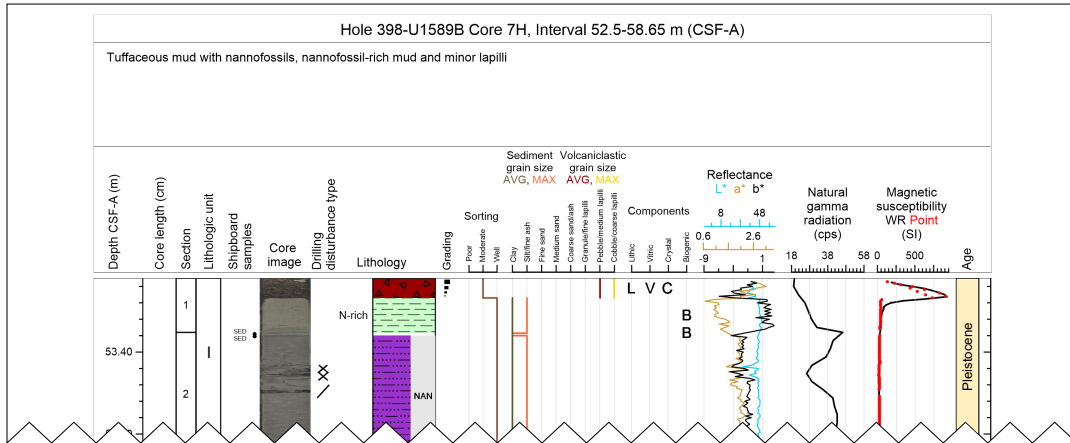 Hole 398-U1589B Core 7H, Interval 52.5-58.65 m (CSF-A)
Tuffaceous mud with nannofossils, nannofossil-rich mud and minor lapilli
Depth CSF-A (m)
Core length (cm)
Section
Lithologic unit
Shipboard
samples
Core
image
Drilling
disturbance type
Lithology
Grading
Sorting
Poor
Moderate
Well
Sediment
grain size
AVG, MAX
Volcaniclastic
grain size
AVG, MAX
Clay
Silt/fine ash
Fine sand
Medium sand
Coarse sand/ash
Granule/fine lapilli
Pebble/medium lapilli
Cobble/coarse lapilli
Components
Lithic
Vitric
Crystal
Biogenic
Reflectance
L* a* b*
8 48
0.6 2.6
-9 1
Natural
gamma
radiation
(cps)
18 38 58
Magnetic
susceptibility
WR Point
(SI)
0 500
Age
1
N-rich
L V C
B
SED
SED
B
53.40
I
2
NAN
Pleistocene